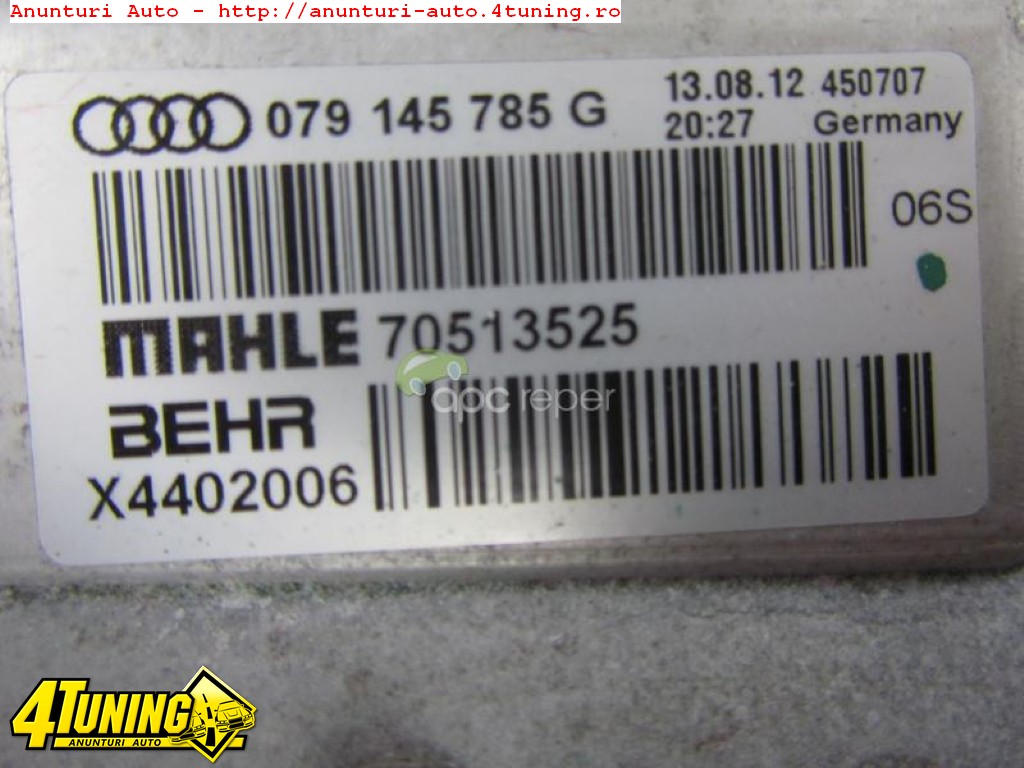 Anunturi Auto - http://anunturi-auto.4tuning.ro
079 145 785 G
13.08.12 450707
20:27 Germany
06S
MAHLE 70513525
apc reper
BEHR
X4402006
4TUNING
ANUNTURI AUTO